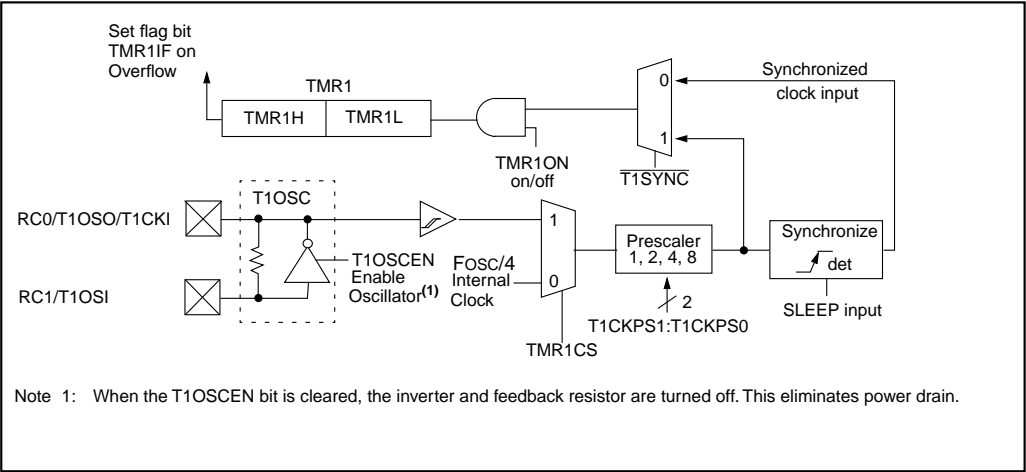 Set flag bit
TMR1IF on
Overflow
TMR1
TMR1H
TMR1L
TMR1ON
on/off
0
1
T1SYNC
Synchronized
clock input
RC0/T1OSO/T1CKI
RC1/T1OSI
T1OSC
T1OSCEN
Enable
Oscillator(1)
FOSC/4
Internal
Clock
1
0
TMR1CS
Prescaler
1, 2, 4, 8
2
T1CKPS1:T1CKPS0
Synchronize
det
SLEEP input
Note 1: When the T1OSCEN bit is cleared, the inverter and feedback resistor are turned off. This eliminates power drain.